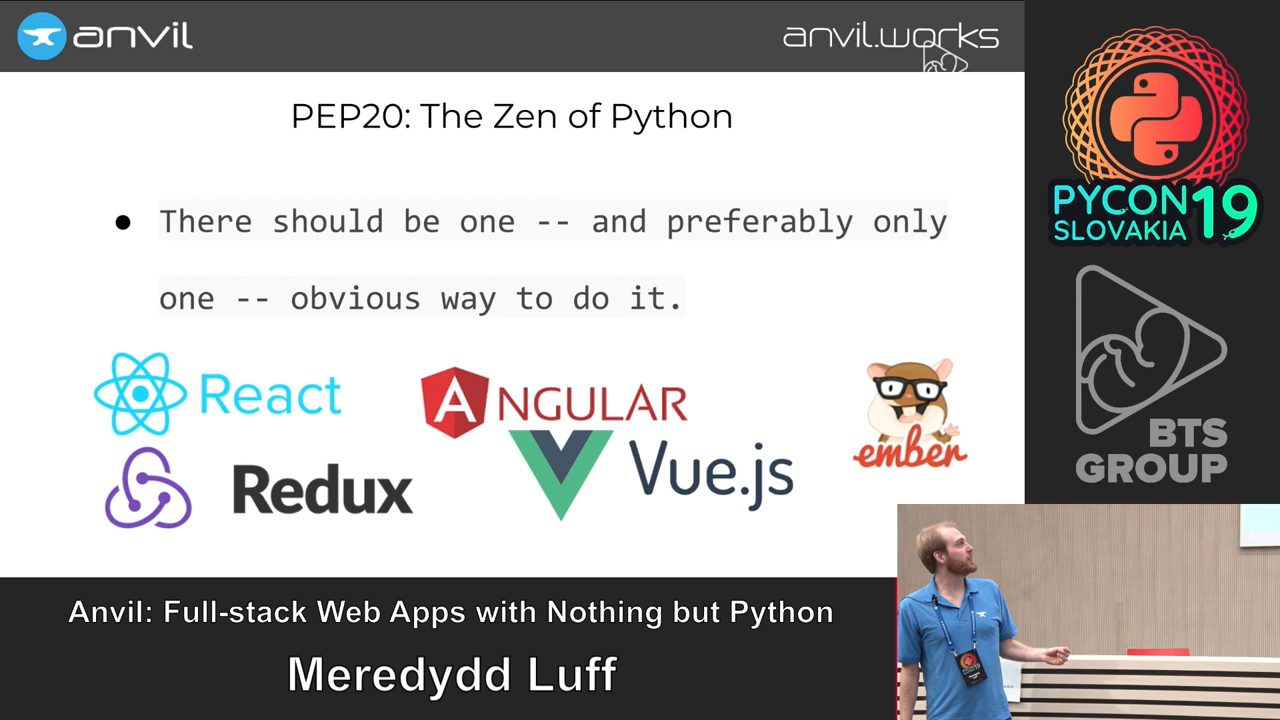 anvil
anvil.works
PEP20: The Zen of Python
● There should be one -- and preferably only
one -- obvious way to do it.
React
ANGULAR
ember
Redux
Vue.js
PYCON
SLOVAKIA 19
BTS
GROUP
Anvil: Full-stack Web Apps with Nothing but Python
Meredydd Luff